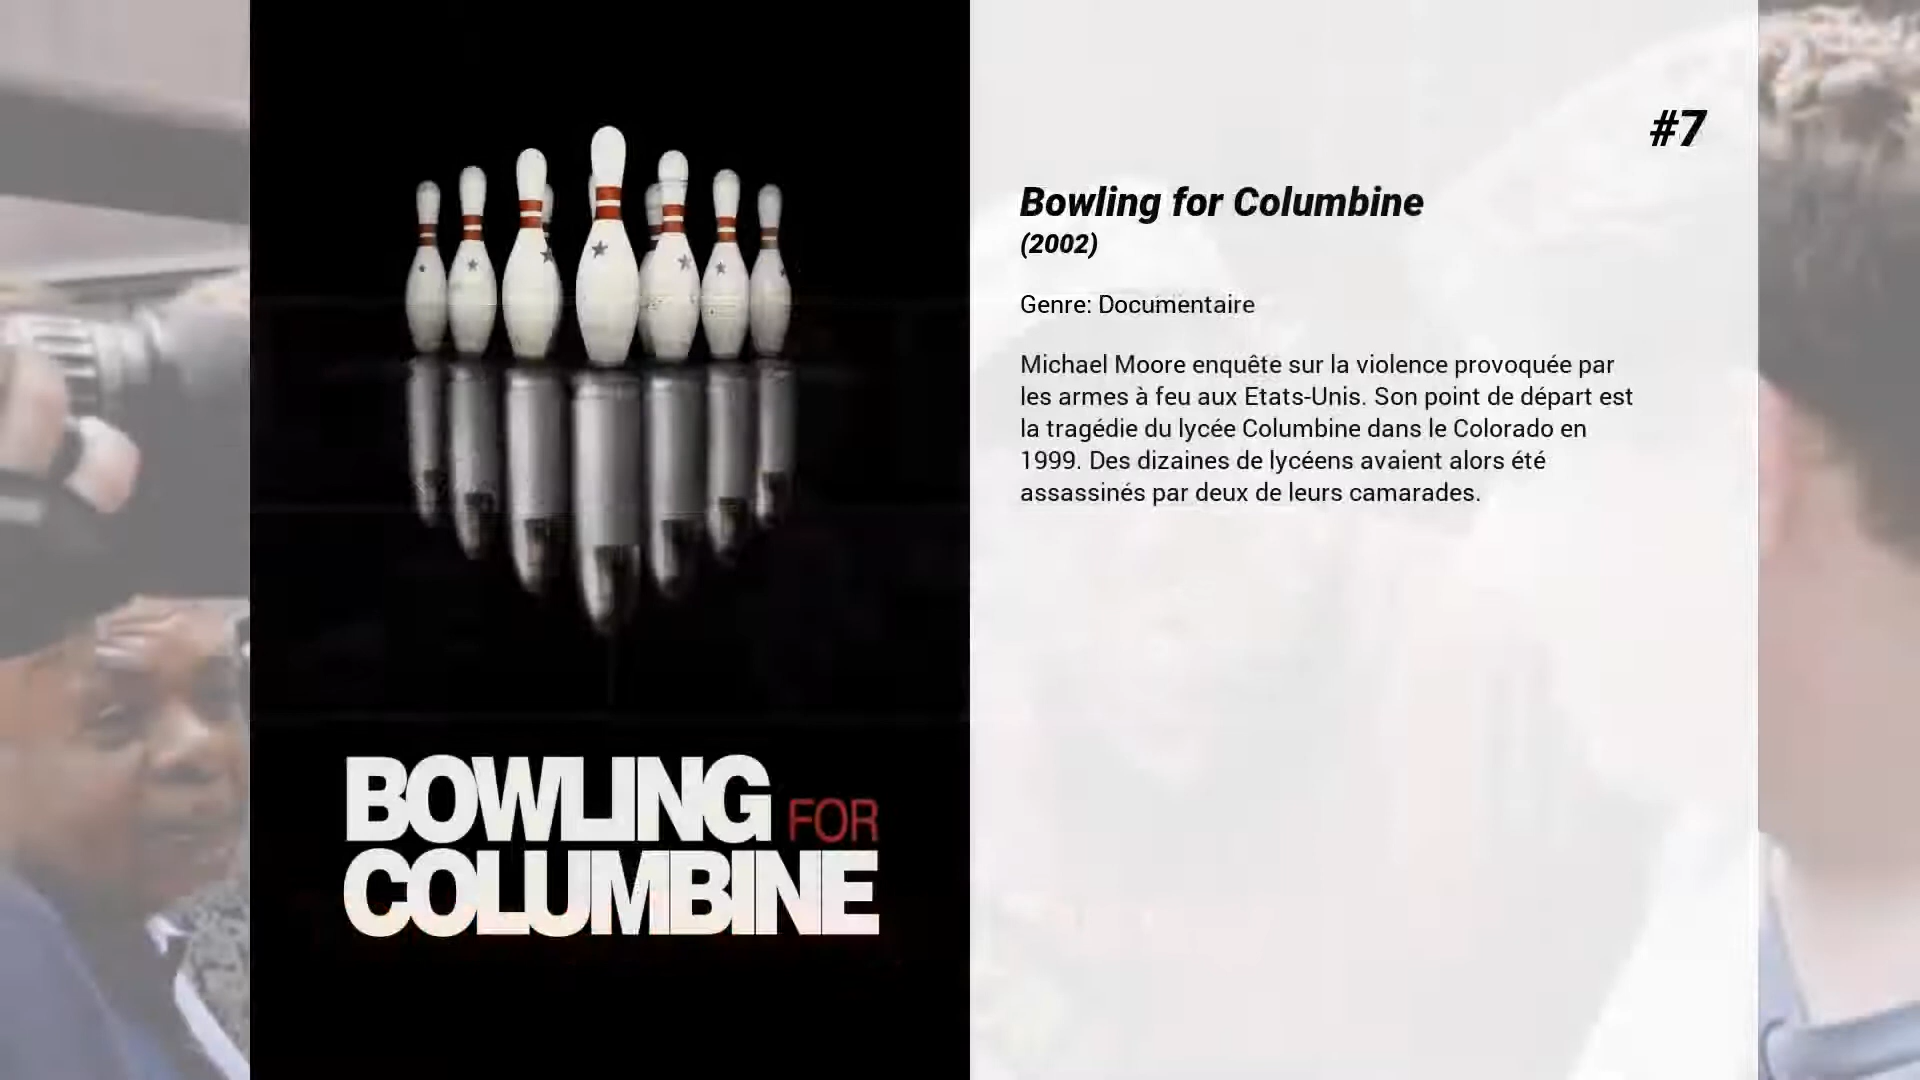 BOWLING FOR
COLUMBINE
#7
Bowling for Columbine
(2002)
Genre: Documentaire
Michael Moore enquête sur la violence provoquée par
les armes à feu aux Etats-Unis. Son point de départ est
la tragédie du lycée Columbine dans le Colorado en
1999. Des dizaines de lycéens avaient alors été
assassinés par deux de leurs camarades.